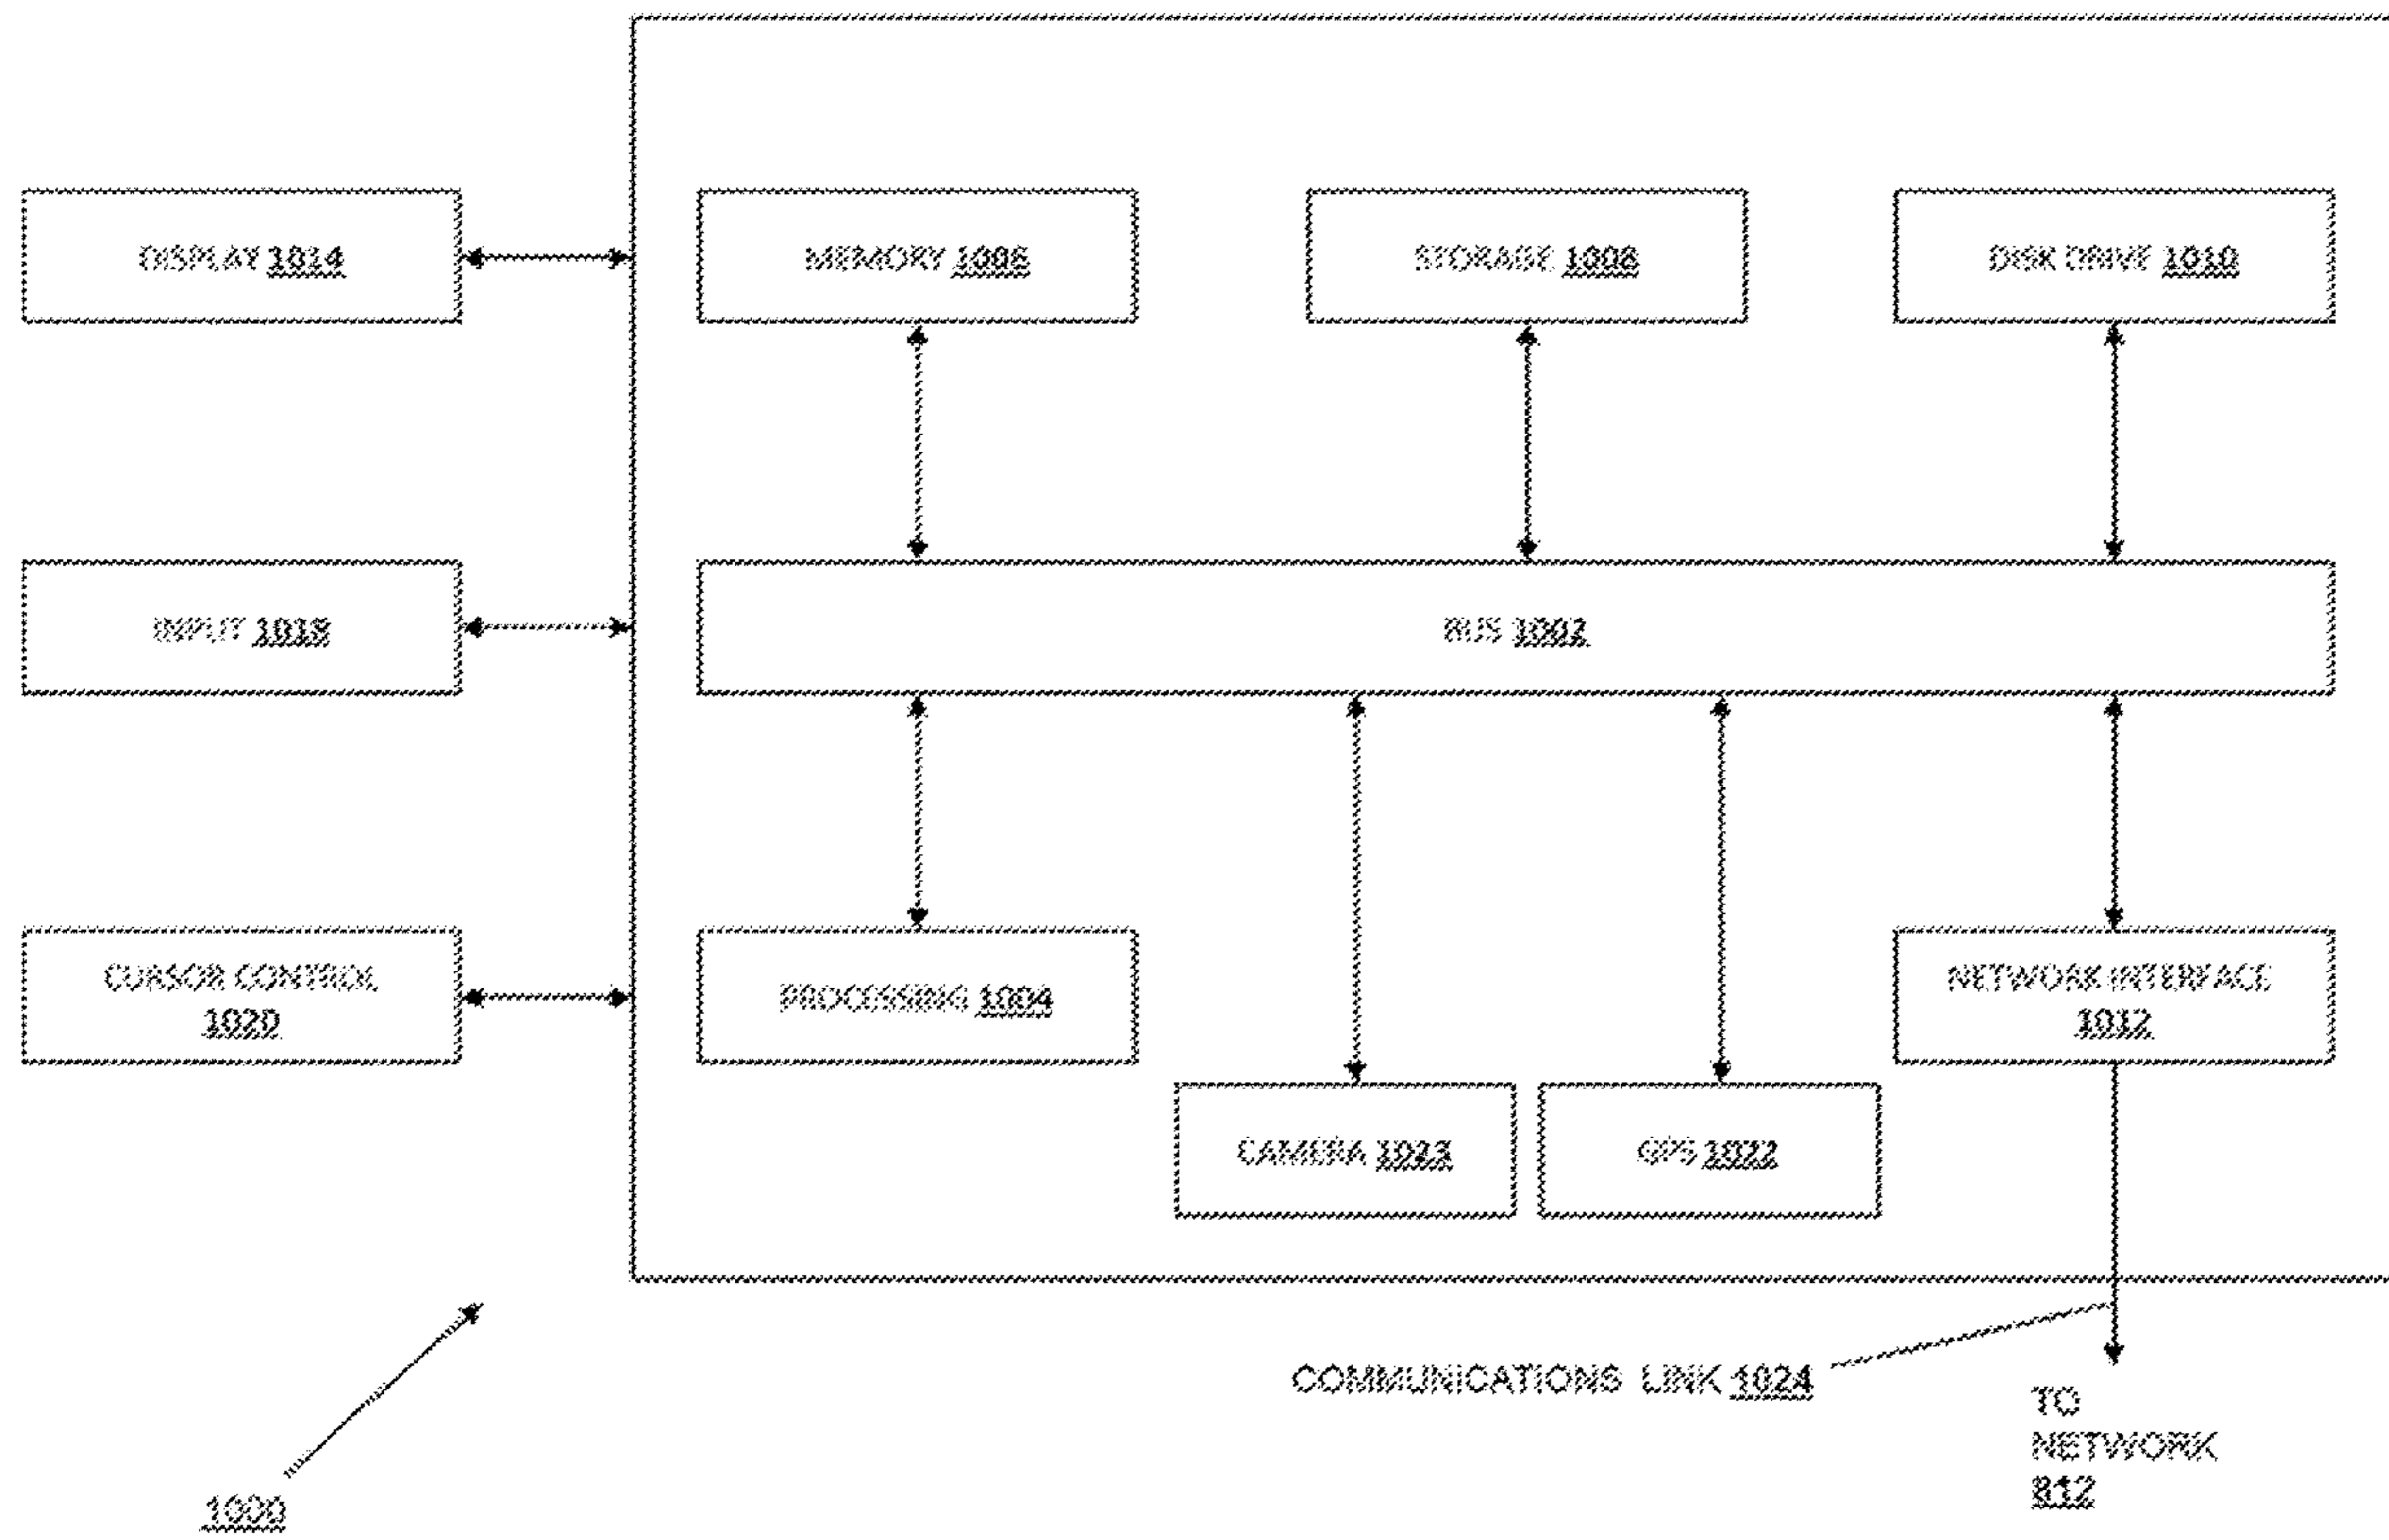 DISPLAY 1014
MEMORY 1006
STORAGE 1008
DISK DRIVE 1010
INPUT 1018
BUS 1002
CURSOR CONTROL
1020
PROCESSING 1004
NETWORK INTERFACE
1012
CAMERA 1023
GPS 1022
COMMUNICATIONS LINK 1024
TO
NETWORK
812
1000